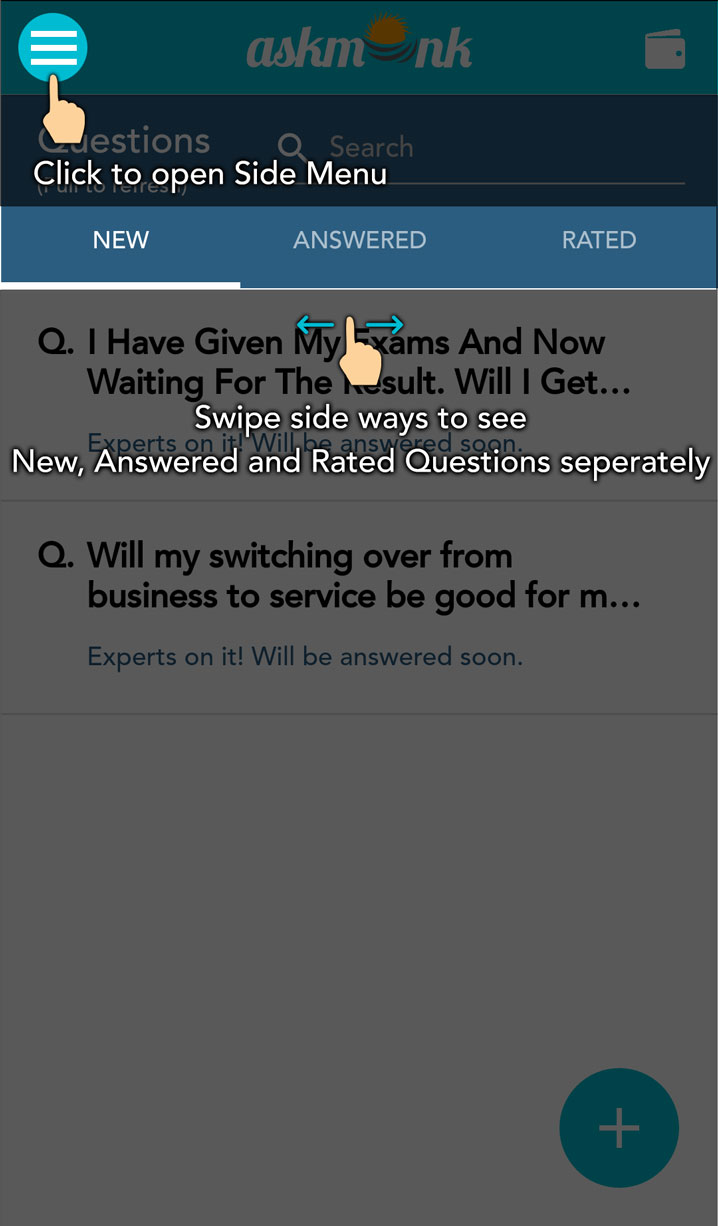 askmonk
Questions
Search
Click to open Side Menu
(Pull to refresh)
NEW
ANSWERED
RATED
Q. I Have Given My Exams And Now
Waiting For The Result. Will I Get...
Swipe side ways to see
Experts on it! Will be answered soon.
New, Answered and Rated Questions seperately
Q. Will my switching over from
business to service be good for m...
Experts on it! Will be answered soon.